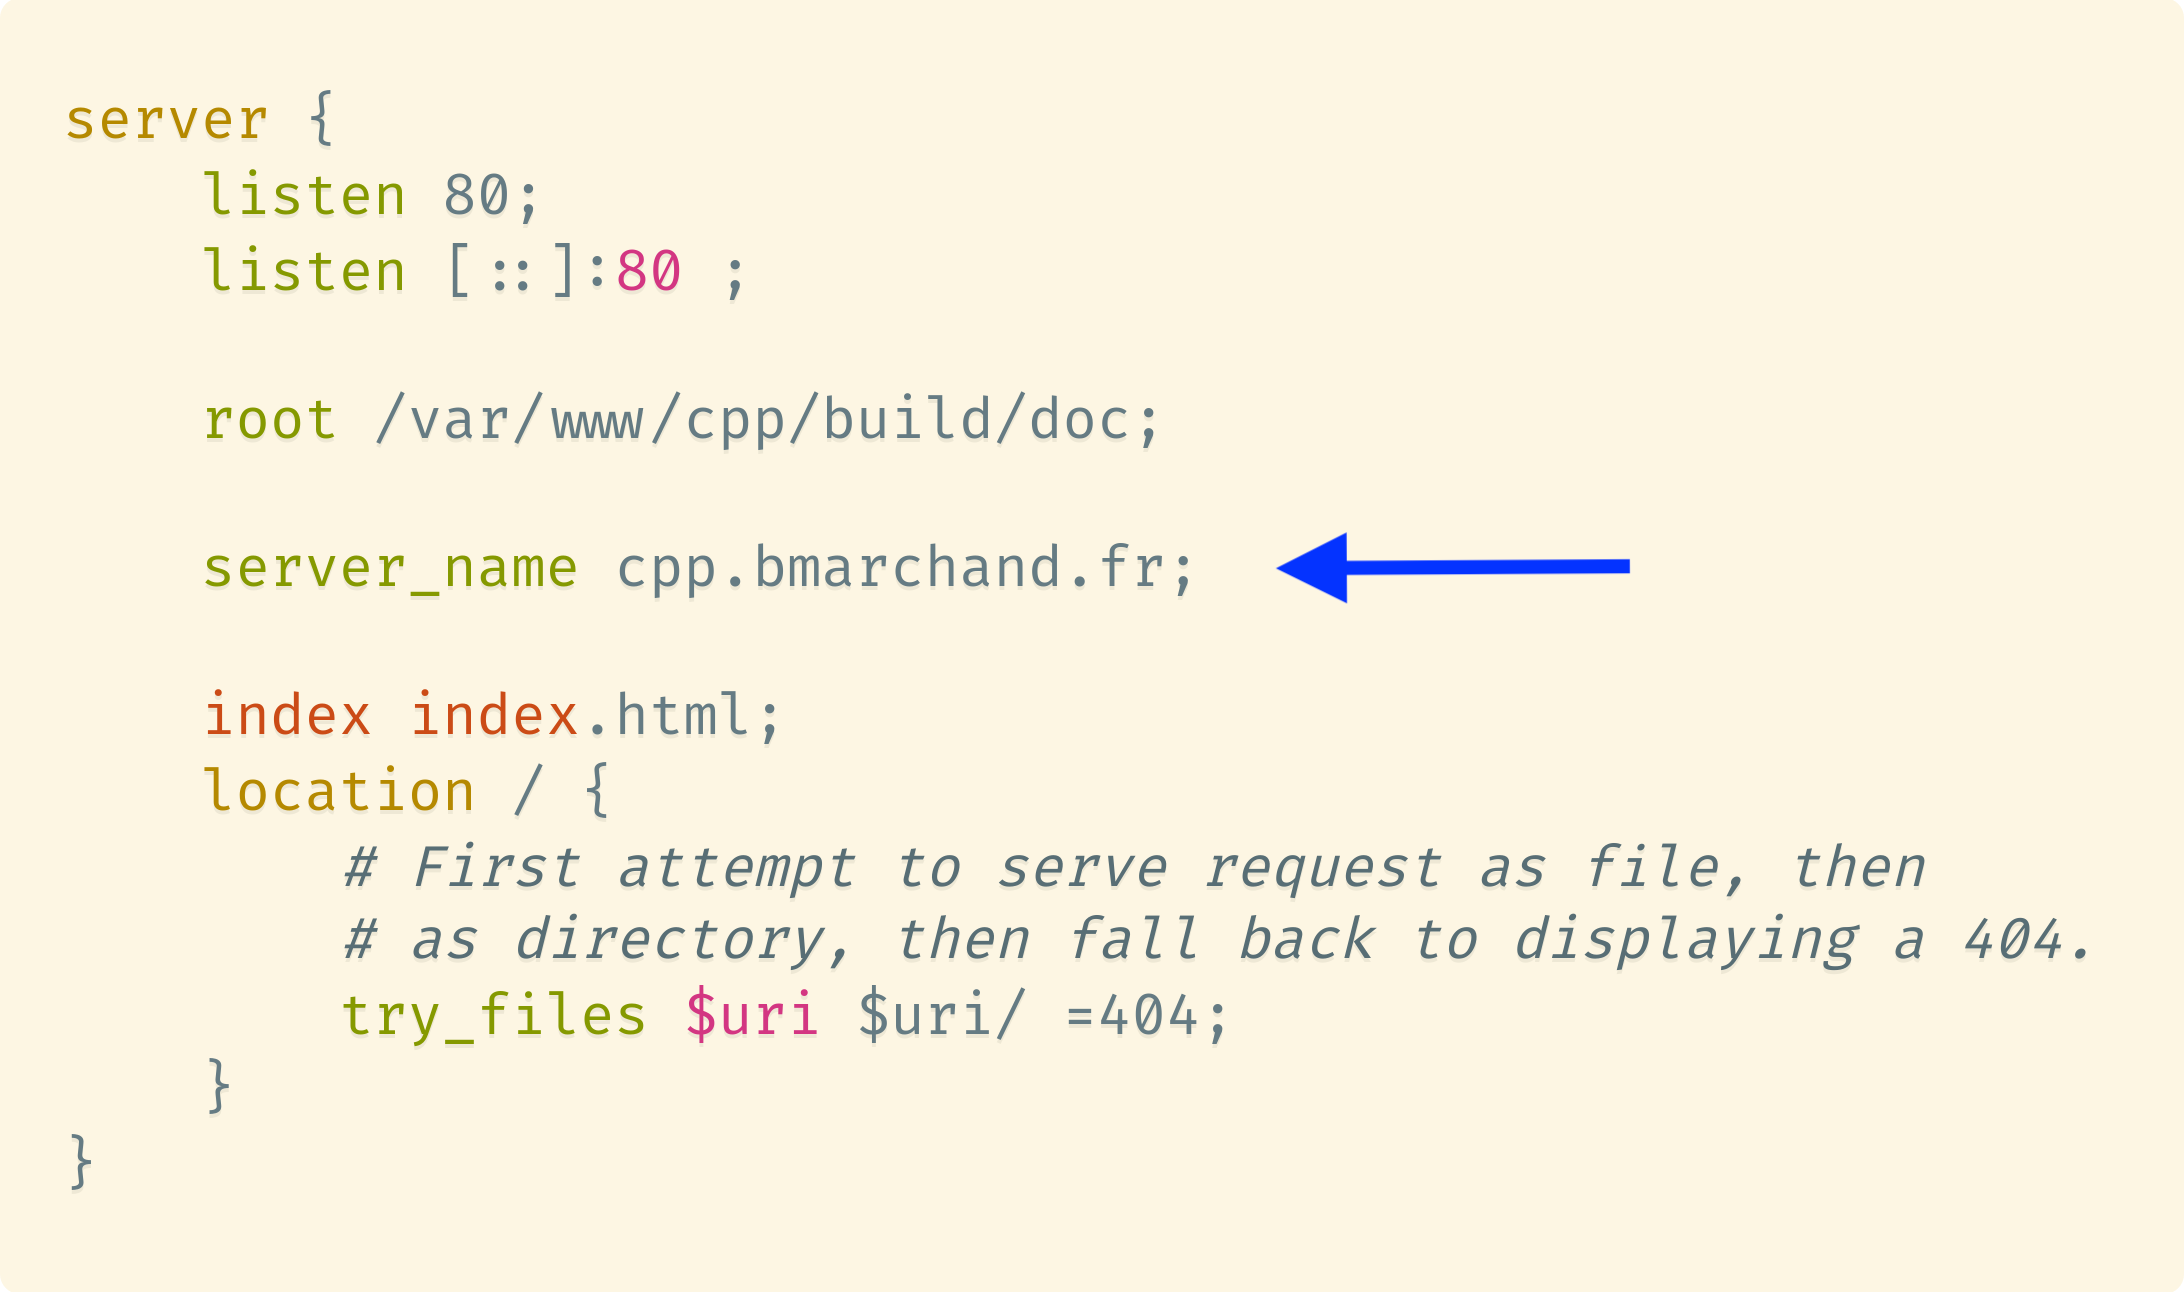 server {
    listen 80;
    listen [::]:80 ;
    root /var/www/cpp/build/doc;
    server_name cpp.bmarchand.fr;
    index index.html;
    location / {
        # First attempt to serve request as file, then
        # as directory, then fall back to displaying a 404.
        try_files $uri $uri/ =404;
    }
}